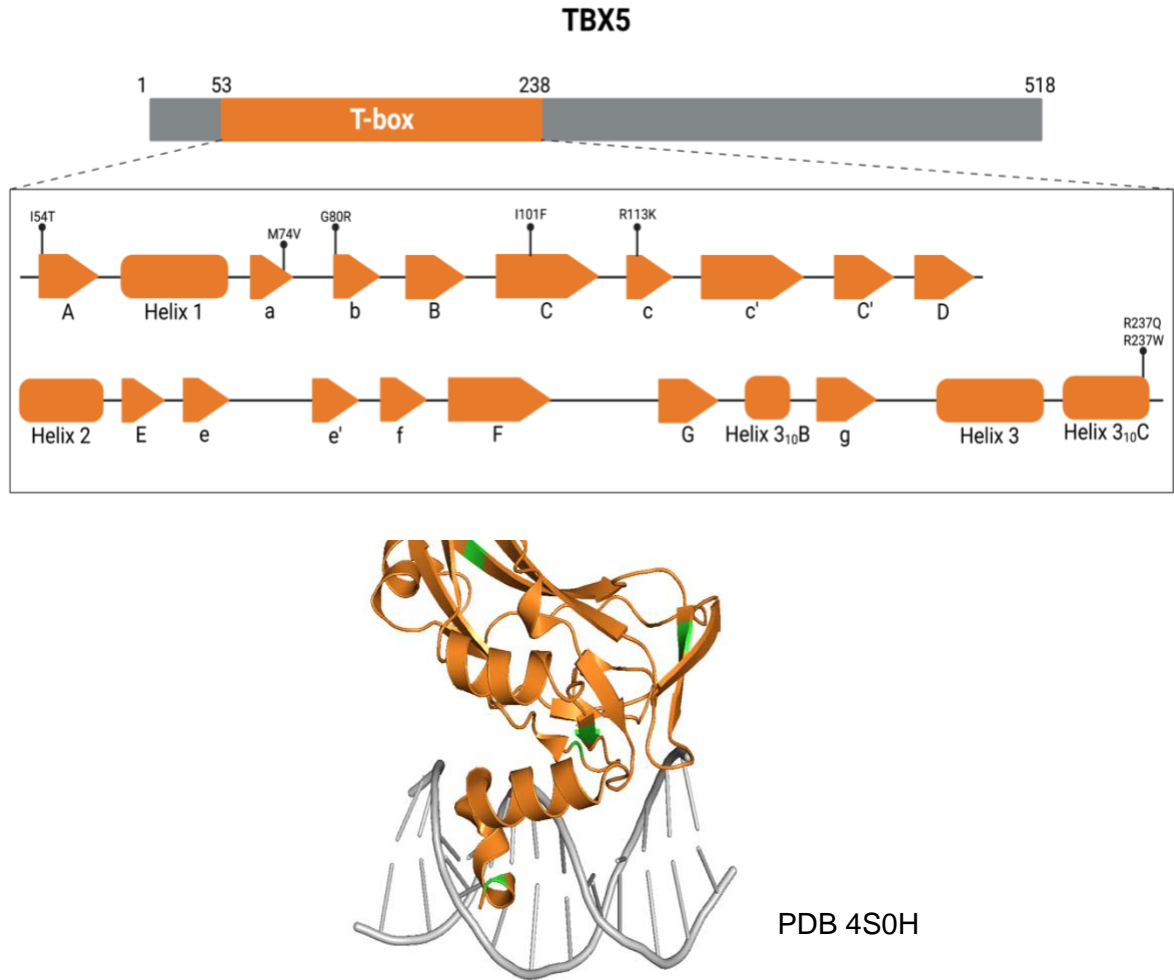 TBX5
1 53 238 518
T-box
I54T M74V G80R I101F R113K
A Helix 1 a b B C c c' C' D
R237Q
R237W
Helix 2 E e e' f F G Helix 3₁₀B g Helix 3 Helix 3₁₀C
PDB 4S0H